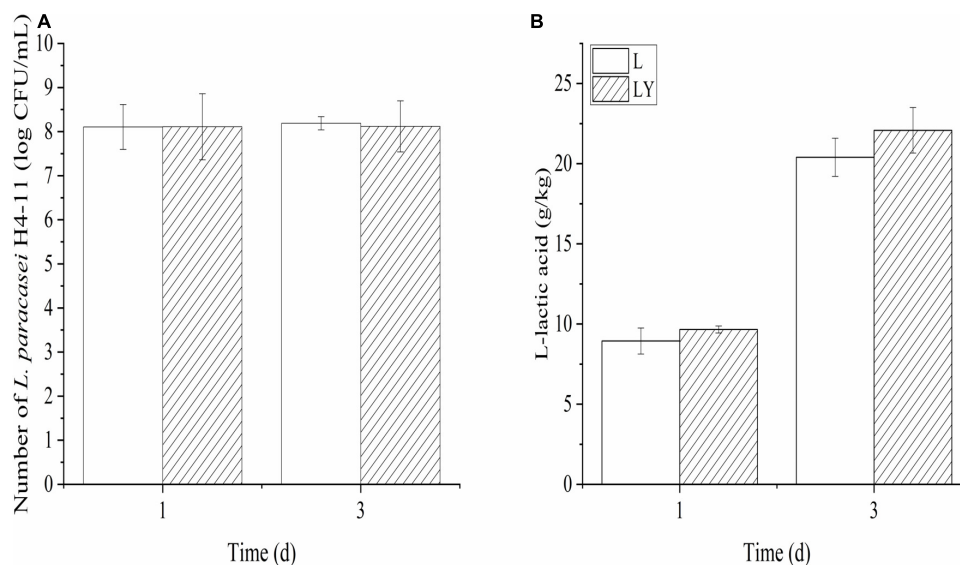 A
Number of L. paracasei H4-11 (log CFU/mL)
10
9
8
7
6
5
4
3
2
1
0
1 3
Time (d)
B
L-lactic acid (g/kg)
25
20
15
10
5
0
L
LY
1 3
Time (d)